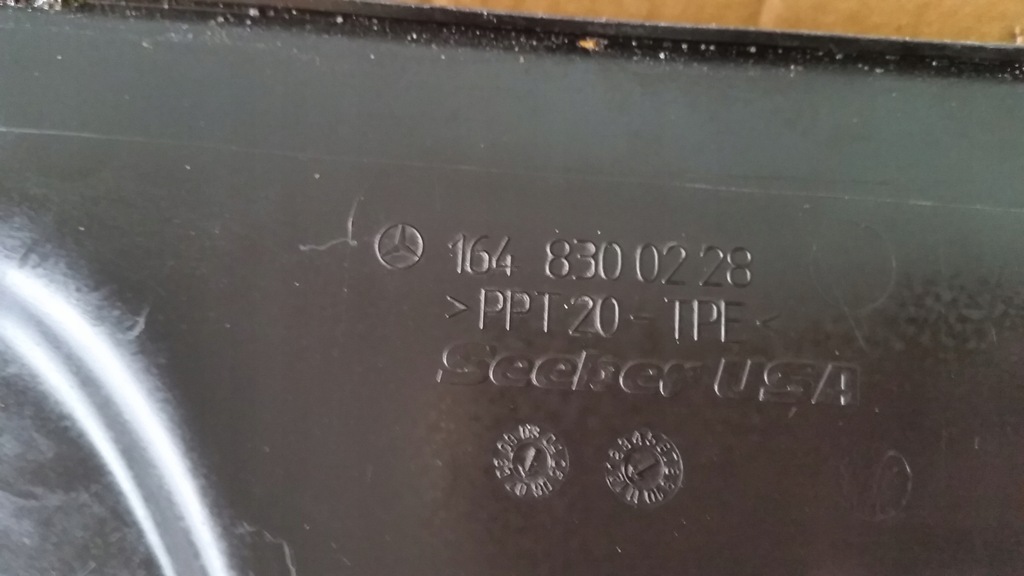 164 830 02 28
>PPT20-TPE<
Seeber USA